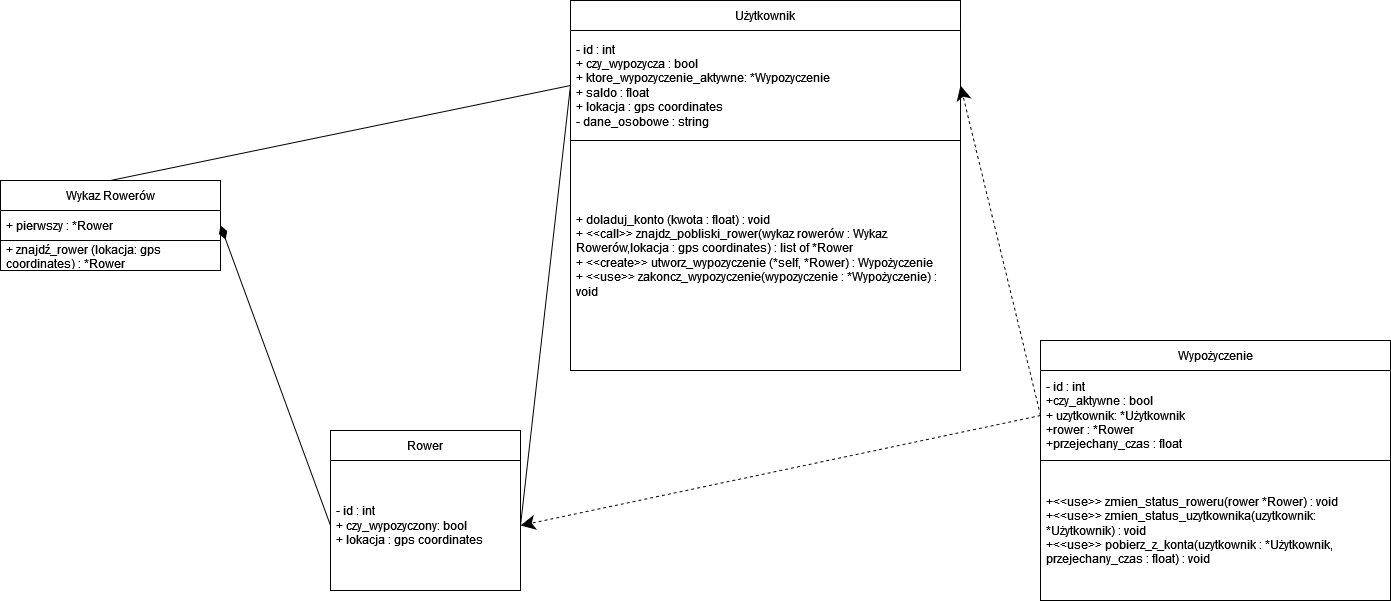 Użytkownik
- id : int
+ czy_wypozycza : bool
+ ktore_wypozyczenie_aktywne: *Wypozyczenie
+ saldo : float
+ lokacja : gps coordinates
- dane_osobowe : string
+ doladuj_konto (kwota : float) : void
+ <<call>> znajdz_pobliski_rower(wykaz rowerów : Wykaz
Rowerów,lokacja : gps coordinates) : list of *Rower
+ <<create>> utworz_wypozyczenie (*self, *Rower) : Wypożyczenie
+ <<use>> zakoncz_wypozyczenie(wypozyczenie : *Wypożyczenie) :
void
Wykaz Rowerów
+ pierwszy : *Rower
+ znajdź_rower (lokacja: gps
coordinates) : *Rower
Rower
- id : int
+ czy_wypozyczony: bool
+ lokacja : gps coordinates
Wypożyczenie
- id : int
+czy_aktywne : bool
+ uzytkownik: *Użytkownik
+rower : *Rower
+przejechany_czas : float
+<<use>> zmien_status_roweru(rower *Rower) : void
+<<use>> zmien_status_uzytkownika(uzytkownik:
*Użytkownik) : void
+<<use>> pobierz_z_konta(uzytkownik : *Użytkownik,
przejechany_czas : float) : void